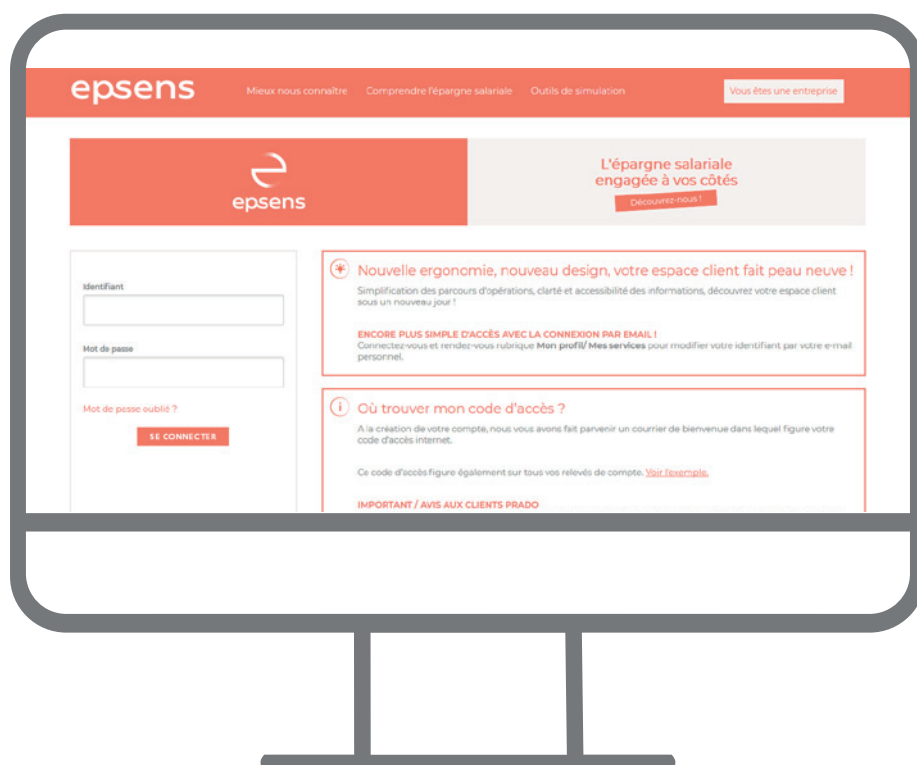 epsens
Mieux nous connaître
Comprendre l'épargne salariale
Outils de simulation
Vous êtes une entreprise
epsens
L'épargne salariale
engagée à vos côtés
Découvrez-nous !
Identifiant
Mot de passe
Mot de passe oublié ?
SE CONNECTER
Nouvelle ergonomie, nouveau design, votre espace client fait peau neuve !
Simplification des parcours d'opérations, clarté et accessibilité des informations, découvrez votre espace client
sous un nouveau jour !
ENCORE PLUS SIMPLE D'ACCÈS AVEC LA CONNEXION PAR EMAIL !
Connectez-vous et rendez-vous rubrique Mon profil/ Mes services pour modifier votre identifiant par votre e-mail
personnel.
Où trouver mon code d'accès ?
A la création de votre compte, nous vous avons fait parvenir un courrier de bienvenue dans lequel figure votre
code d'accès internet.
Ce code d'accès figure également sur tous vos relevés de compte. Voir l'exemple.
IMPORTANT / AVIS AUX CLIENTS PRADO